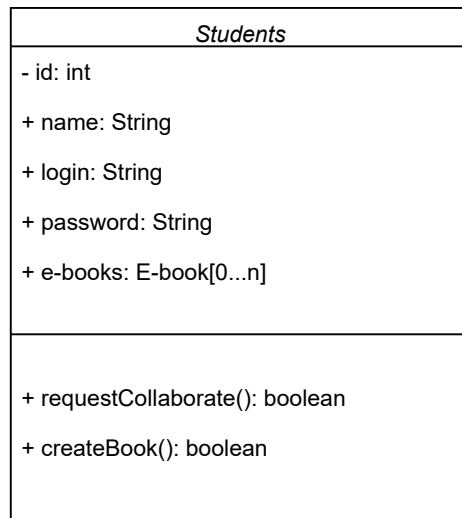 Students
- id: int
+ name: String
+ login: String
+ password: String
+ e-books: E-book[0...n]
+ requestCollaborate(): boolean
+ createBook(): boolean